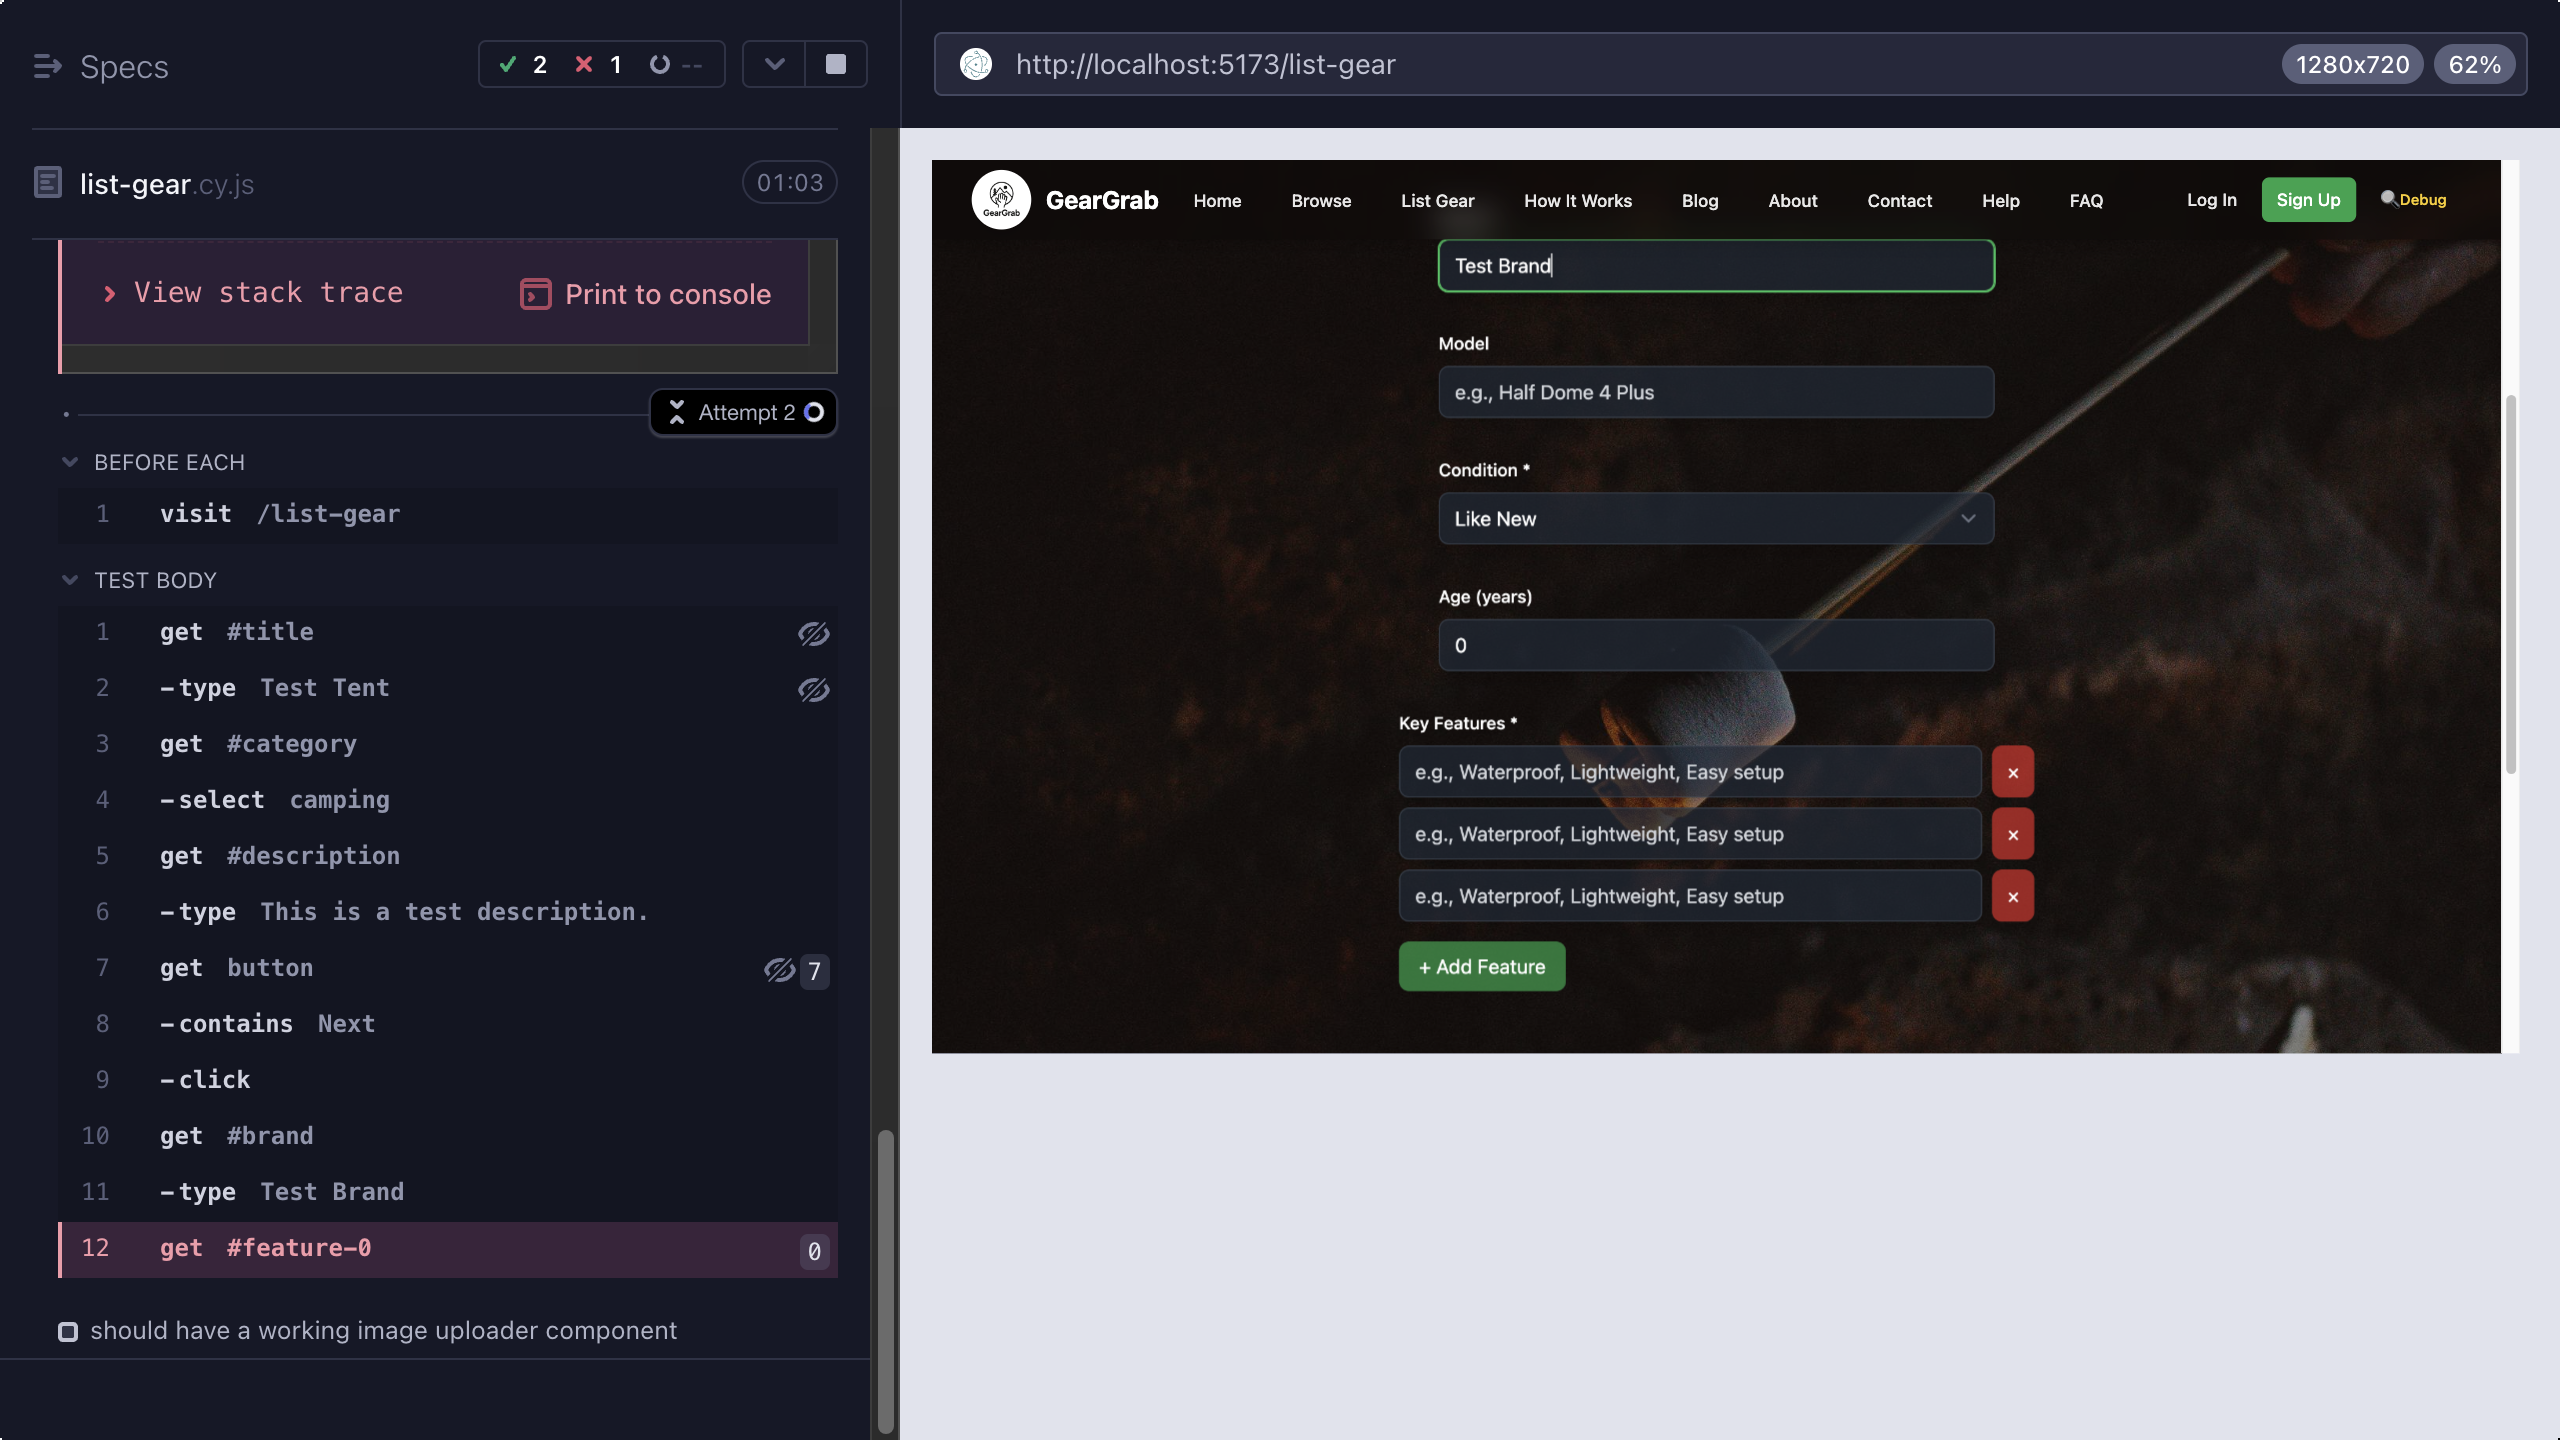 Specs
2
1
--
list-gear.cy.js
01:03
View stack trace
Print to console
Attempt 2
BEFORE EACH
1 visit /list-gear
TEST BODY
1 get #title
2 -type Test Tent
3 get #category
4 -select camping
5 get #description
6 -type This is a test description.
7 get button 7
8 -contains Next
9 -click
10 get #brand
11 -type Test Brand
12 get #feature-0 0
should have a working image uploader component
http://localhost:5173/list-gear
1280x720
62%
GearGrab
GearGrab
Home
Browse
List Gear
How It Works
Blog
About
Contact
Help
FAQ
Log In
Sign Up
Debug
Test Brand
Model
e.g., Half Dome 4 Plus
Condition *
Like New
Age (years)
0
Key Features *
e.g., Waterproof, Lightweight, Easy setup
×
e.g., Waterproof, Lightweight, Easy setup
×
e.g., Waterproof, Lightweight, Easy setup
×
+ Add Feature